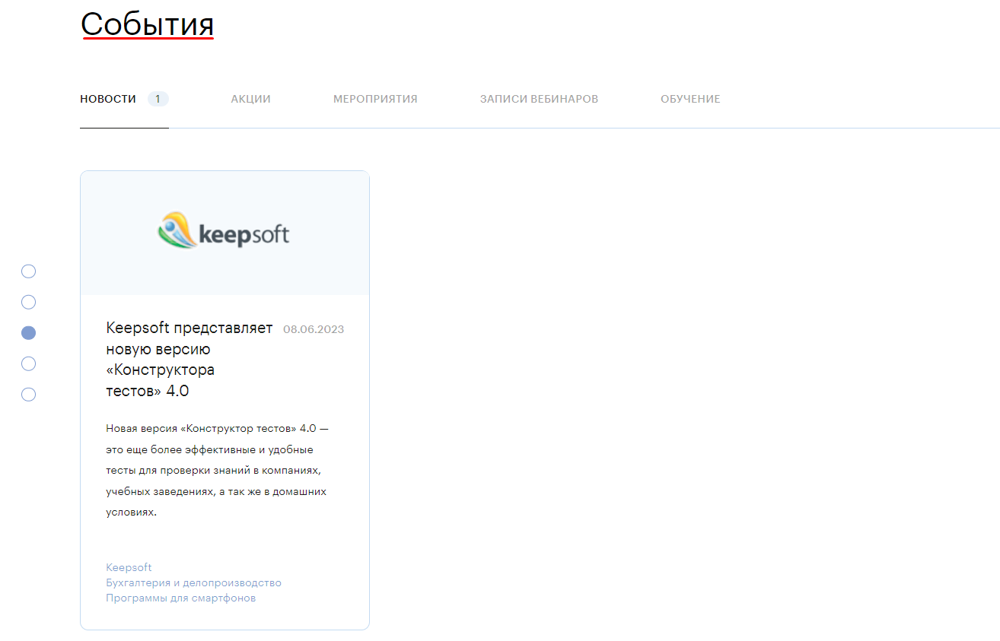 События
НОВОСТИ 1 АКЦИИ МЕРОПРИЯТИЯ ЗАПИСИ ВЕБИНАРОВ ОБУЧЕНИЕ
keepsoft
Keepsoft представляет 08.06.2023
новую версию
«Конструктора
тестов» 4.0
Новая версия «Конструктор тестов» 4.0 —
это еще более эффективные и удобные
тесты для проверки знаний в компаниях,
учебных заведениях, а так же в домашних
условиях.
Keepsoft
Бухгалтерия и делопроизводство
Программы для смартфонов